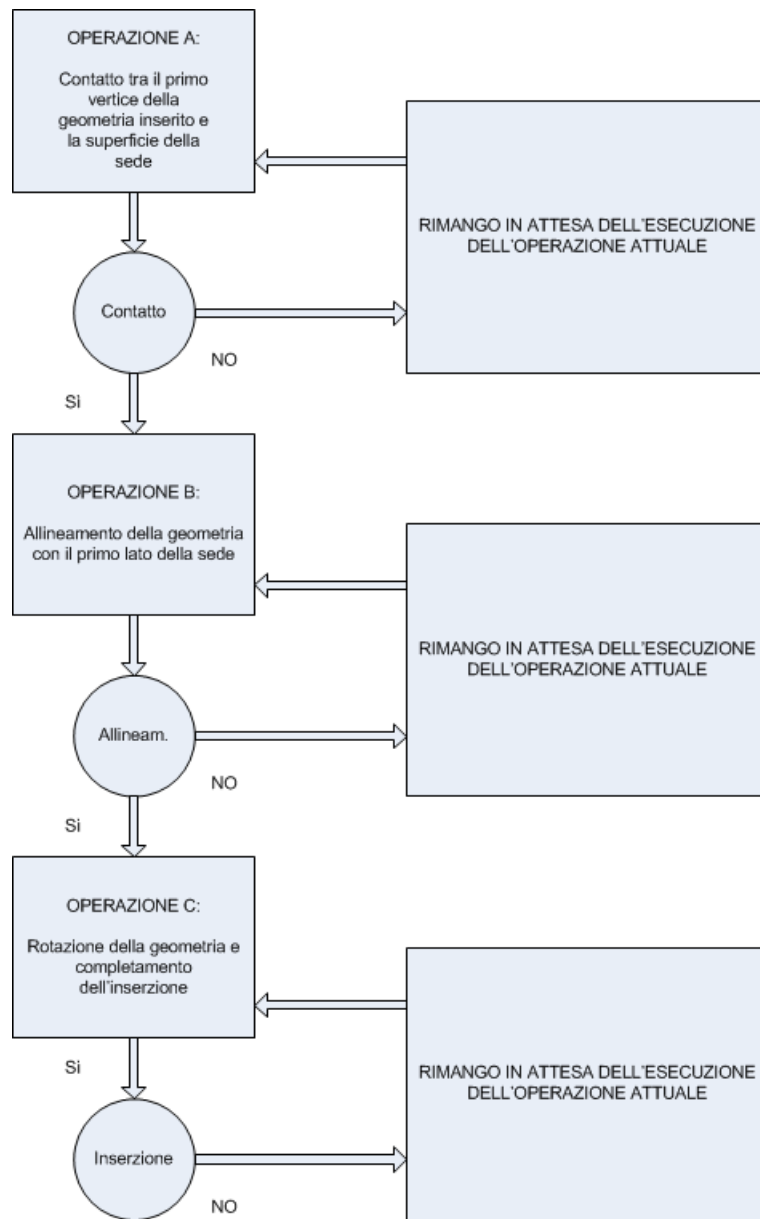 OPERAZIONE A:
Contatto tra il primo
vertice della
geometria inserito e
la superficie della
sede
RIMANGO IN ATTESA DELL'ESECUZIONE
DELL'OPERAZIONE ATTUALE
Contatto
NO
Sì
OPERAZIONE B:
Allineamento della geometria
con il primo lato della sede
RIMANGO IN ATTESA DELL'ESECUZIONE
DELL'OPERAZIONE ATTUALE
Allineam.
NO
Sì
OPERAZIONE C:
Rotazione della geometria e
completamento
dell'inserzione
RIMANGO IN ATTESA DELL'ESECUZIONE
DELL'OPERAZIONE ATTUALE
Sì
Inserzione
NO